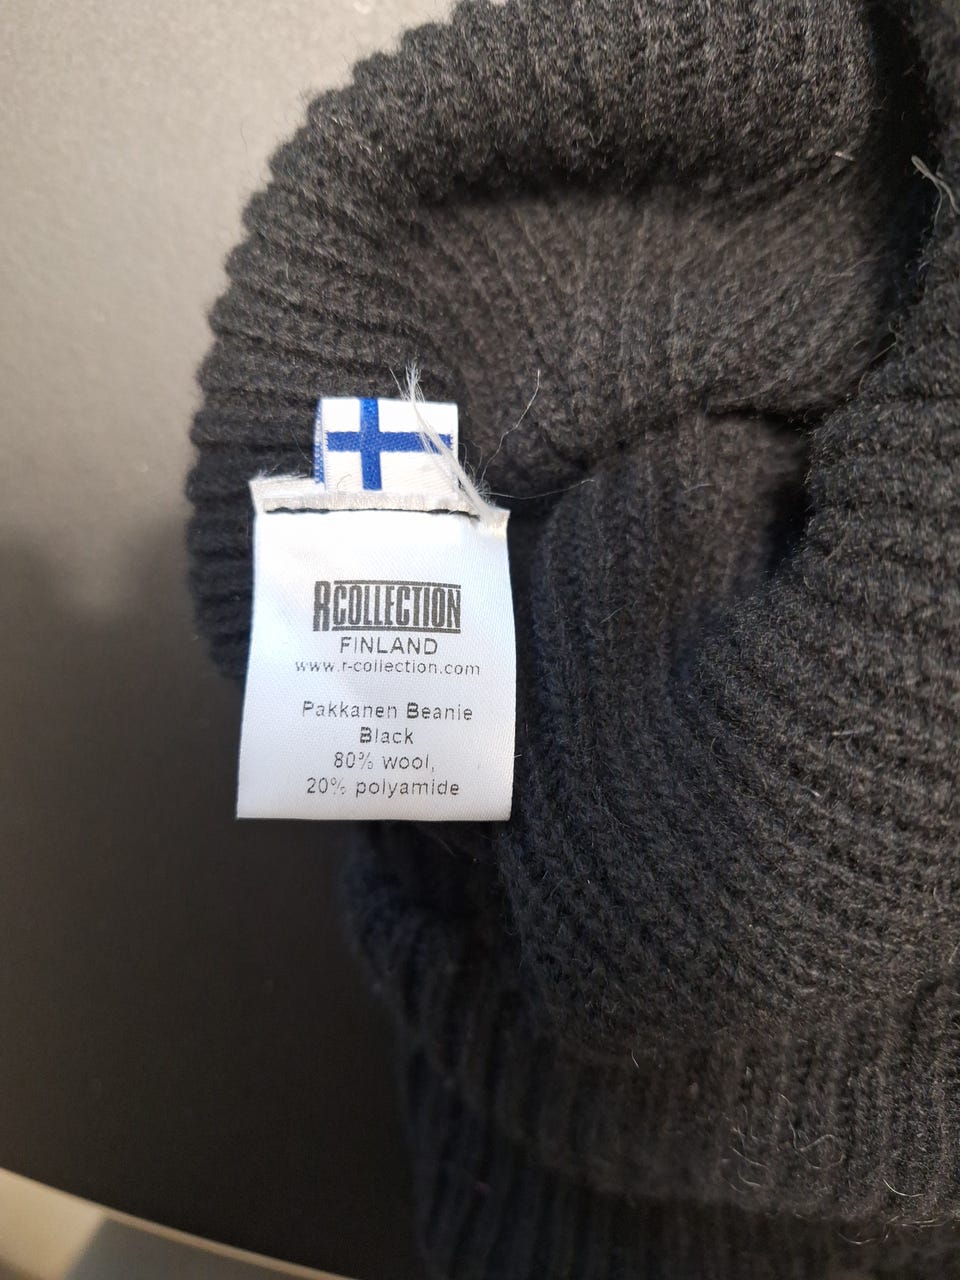 RCOLLECTION
FINLAND
www.r-collection.com
Pakkanen Beanie
Black
80% wool,
20% polyamide